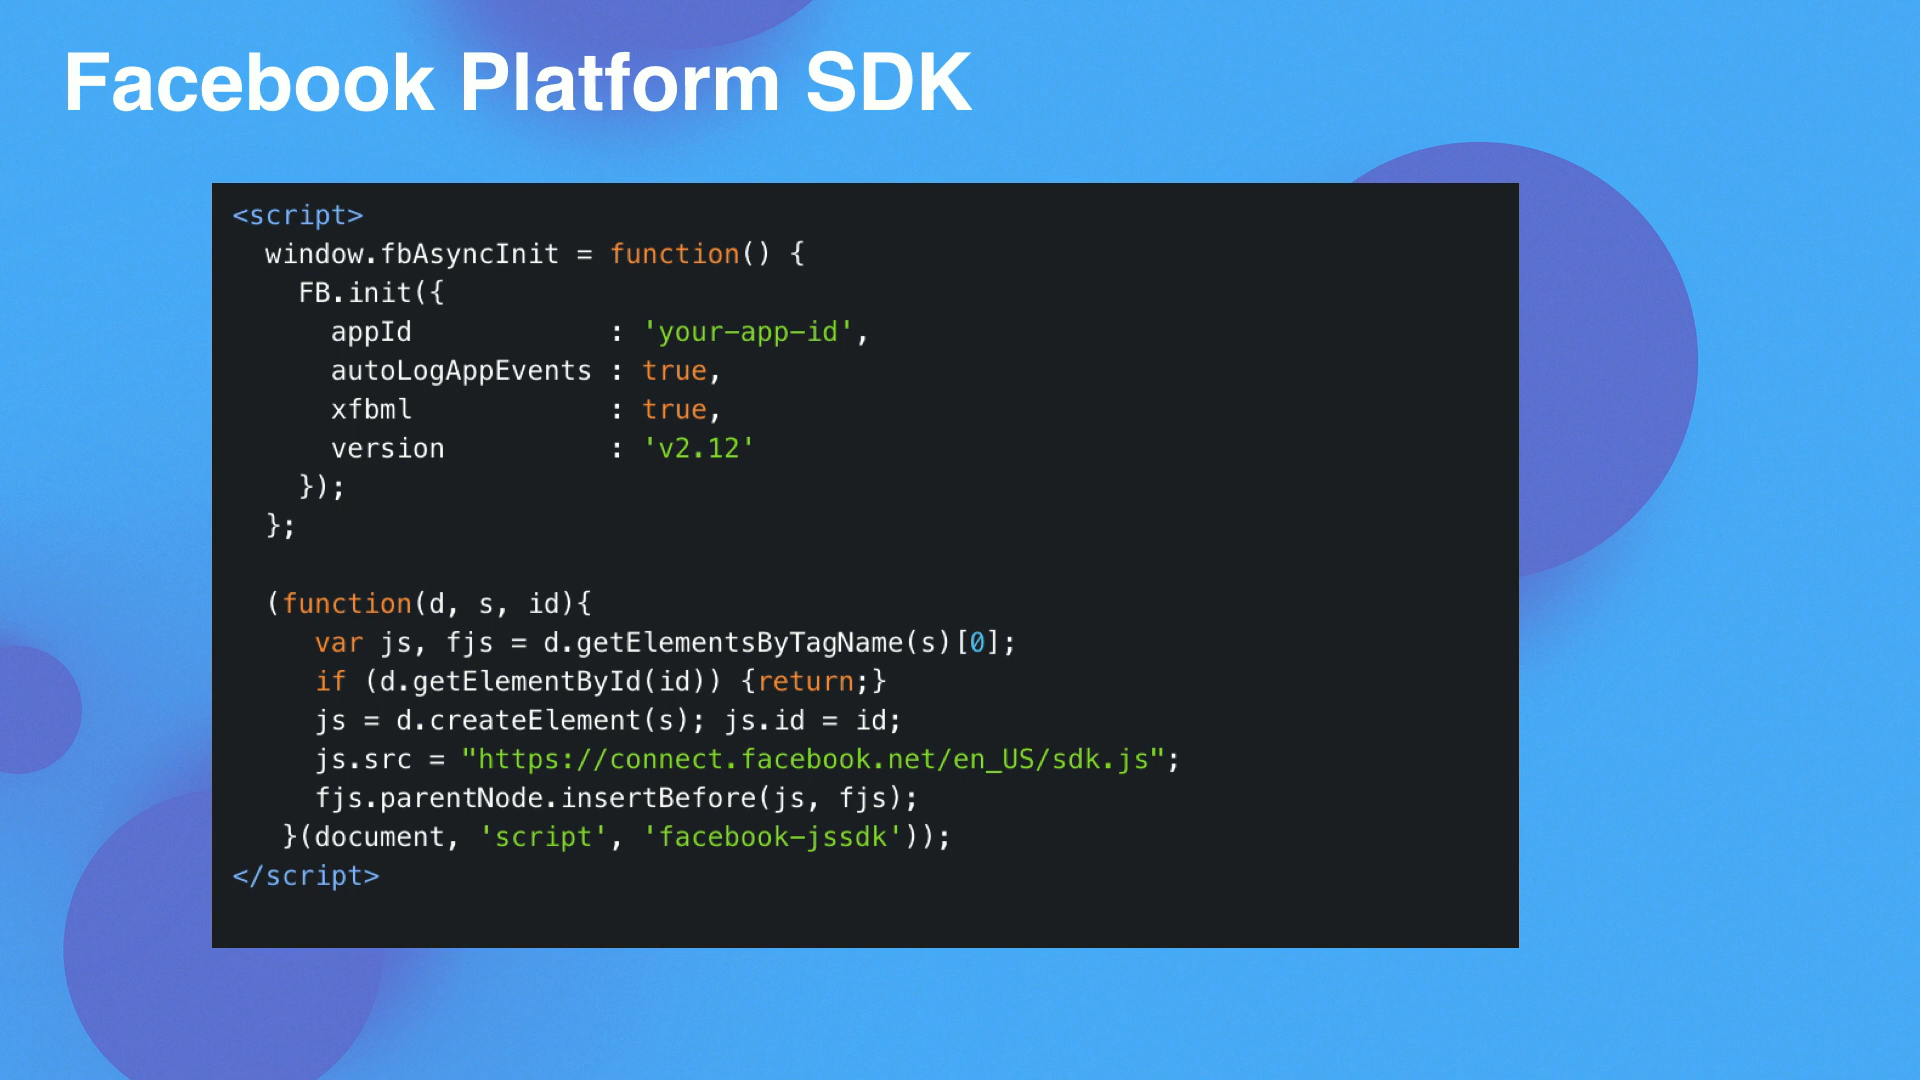 Facebook Platform SDK
<script>
  window.fbAsyncInit = function() {
    FB.init({
      appId            : 'your-app-id',
      autoLogAppEvents : true,
      xfbml            : true,
      version          : 'v2.12'
    });
  };

  (function(d, s, id){
     var js, fjs = d.getElementsByTagName(s)[0];
     if (d.getElementById(id)) {return;}
     js = d.createElement(s); js.id = id;
     js.src = "https://connect.facebook.net/en_US/sdk.js";
     fjs.parentNode.insertBefore(js, fjs);
   }(document, 'script', 'facebook-jssdk'));
</script>